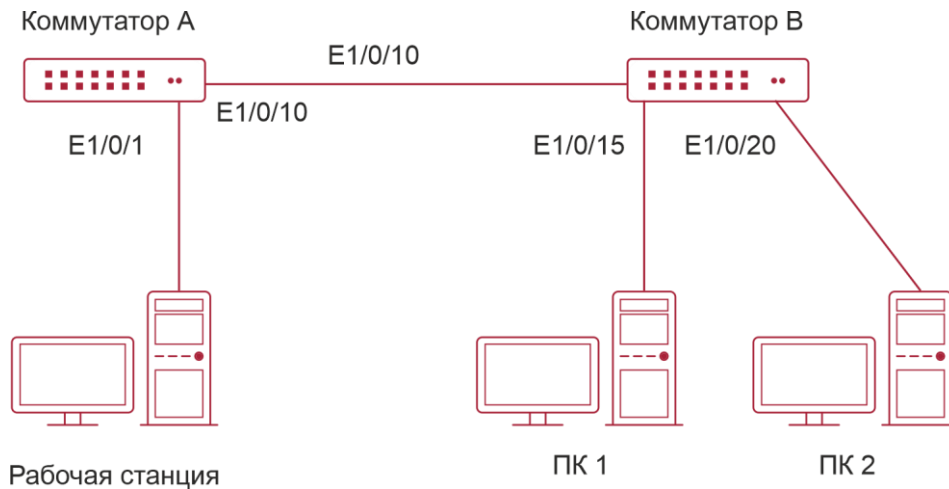 Коммутатор А
Коммутатор В
E1/0/10
E1/0/10
E1/0/1
E1/0/15
E1/0/20
Рабочая станция
ПК 1
ПК 2